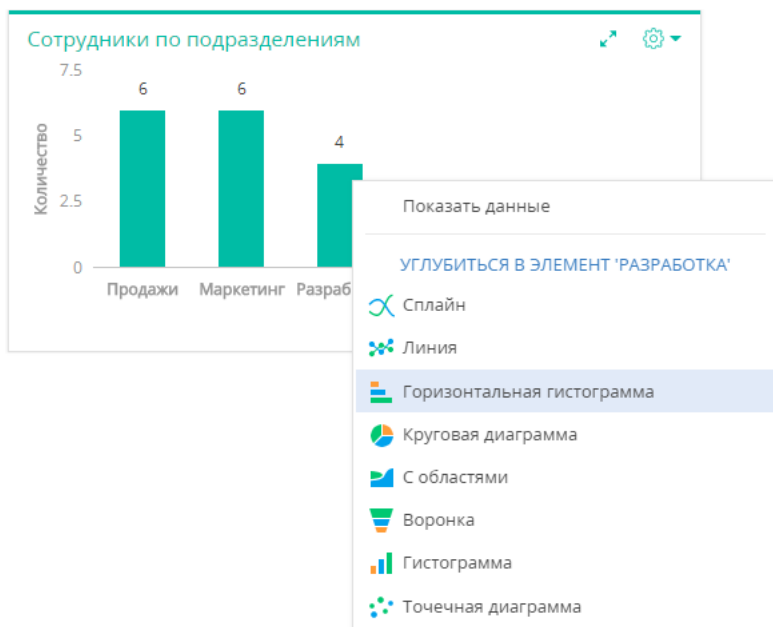 Сотрудники по подразделениям
7.5
6
6
5
4
Количество
2.5
0
Продажи
Маркетинг
Разраб
Показать данные
УГЛУБИТЬСЯ В ЭЛЕМЕНТ 'РАЗРАБОТКА'
Сплайн
Линия
Горизонтальная гистограмма
Круговая диаграмма
С областями
Воронка
Гистограмма
Точечная диаграмма